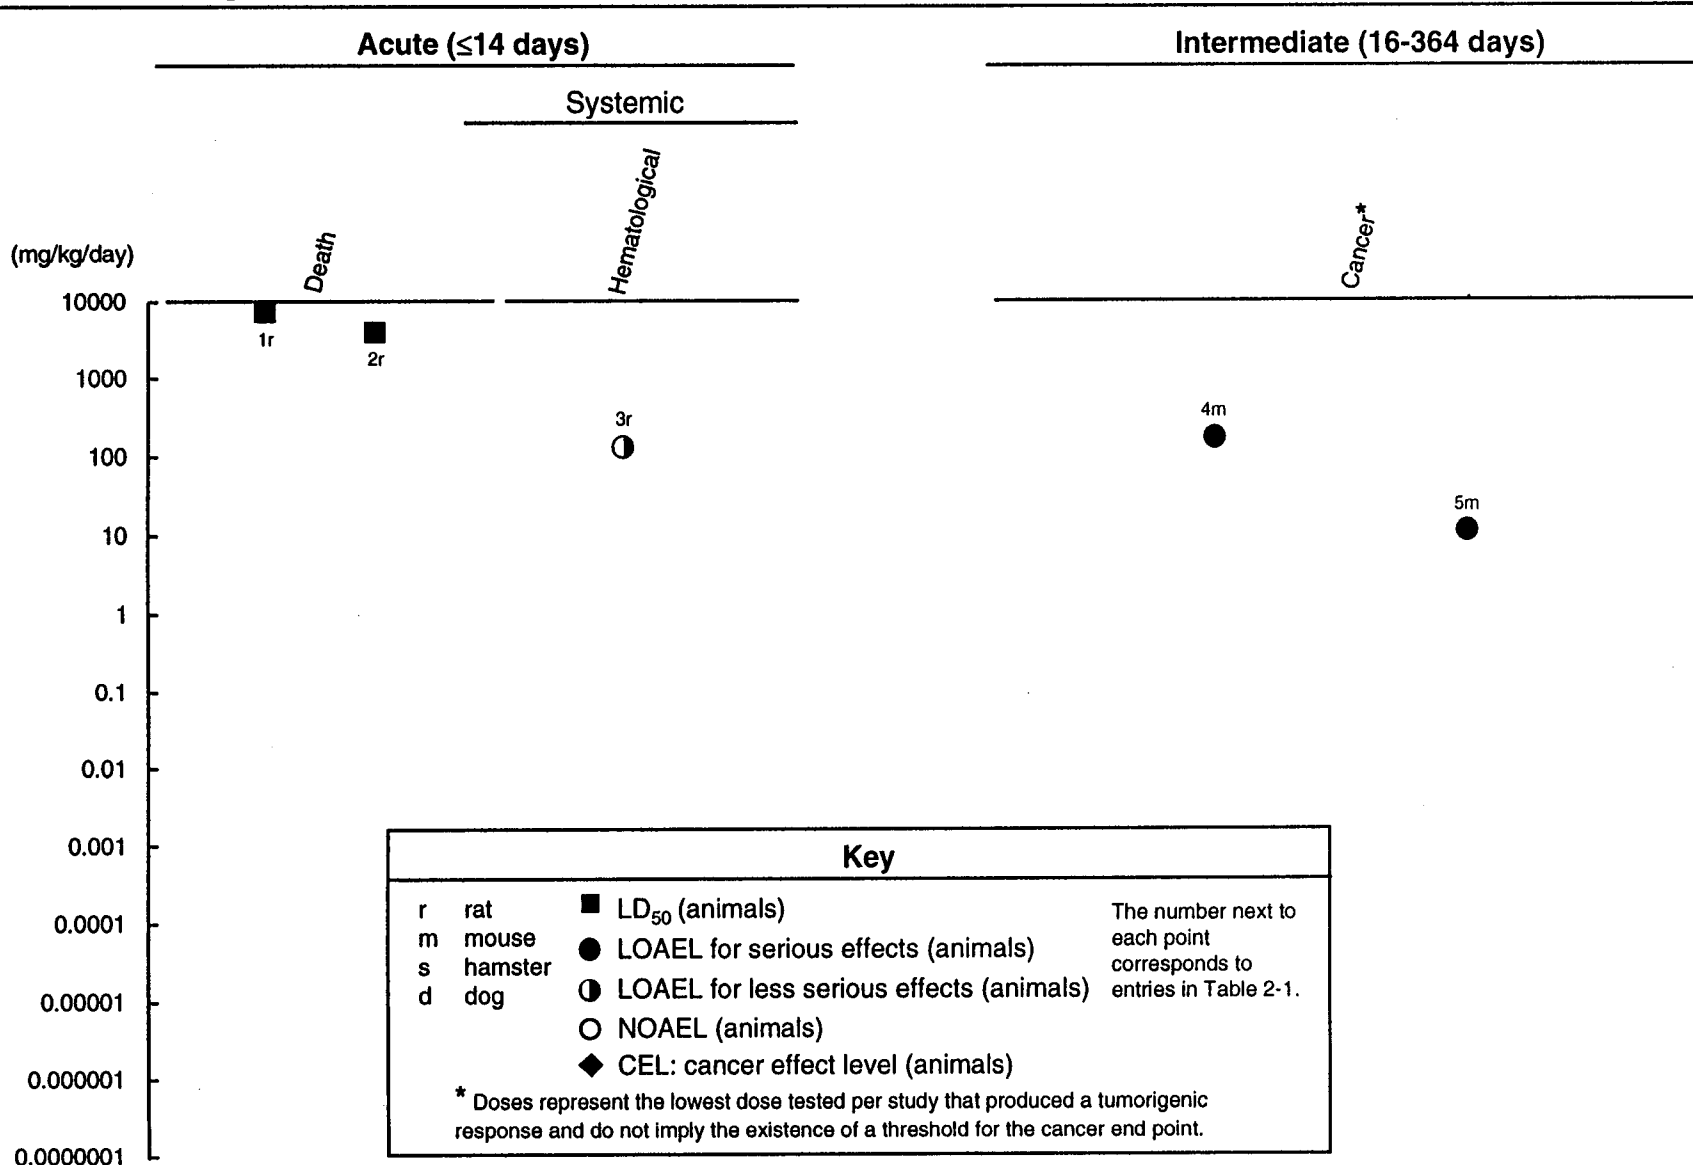 Acute (≤14 days)
Intermediate (16-364 days)
Systemic
(mg/kg/day)
Death
Hematological
Cancer*
10000
1r
2r
1000
3r
4m
100
5m
10
1
0.1
0.01
0.001
0.0001
0.00001
0.000001
0.0000001
Key
r rat
m mouse
s hamster
d dog
■ LD50 (animals)
● LOAEL for serious effects (animals)
◑ LOAEL for less serious effects (animals)
○ NOAEL (animals)
◆ CEL: cancer effect level (animals)
The number next to
each point
corresponds to
entries in Table 2-1.
* Doses represent the lowest dose tested per study that produced a tumorigenic
response and do not imply the existence of a threshold for the cancer end point.